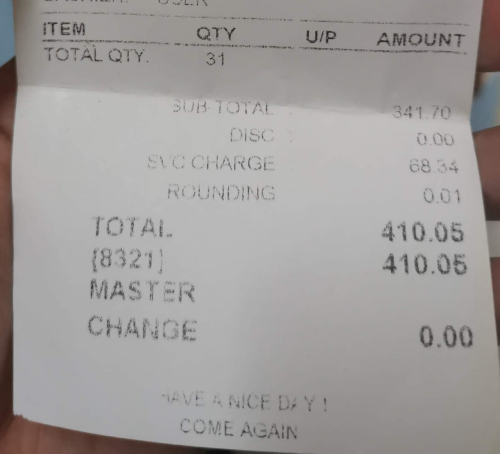 ITEM QTY U/P AMOUNT
TOTAL QTY. 31
SUB-TOTAL : 341.70
DISC : 0.00
SVC CHARGE 68.34
ROUNDING 0.01
TOTAL 410.05
[8321] 410.05
MASTER
CHANGE 0.00
HAVE A NICE DAY !
COME AGAIN